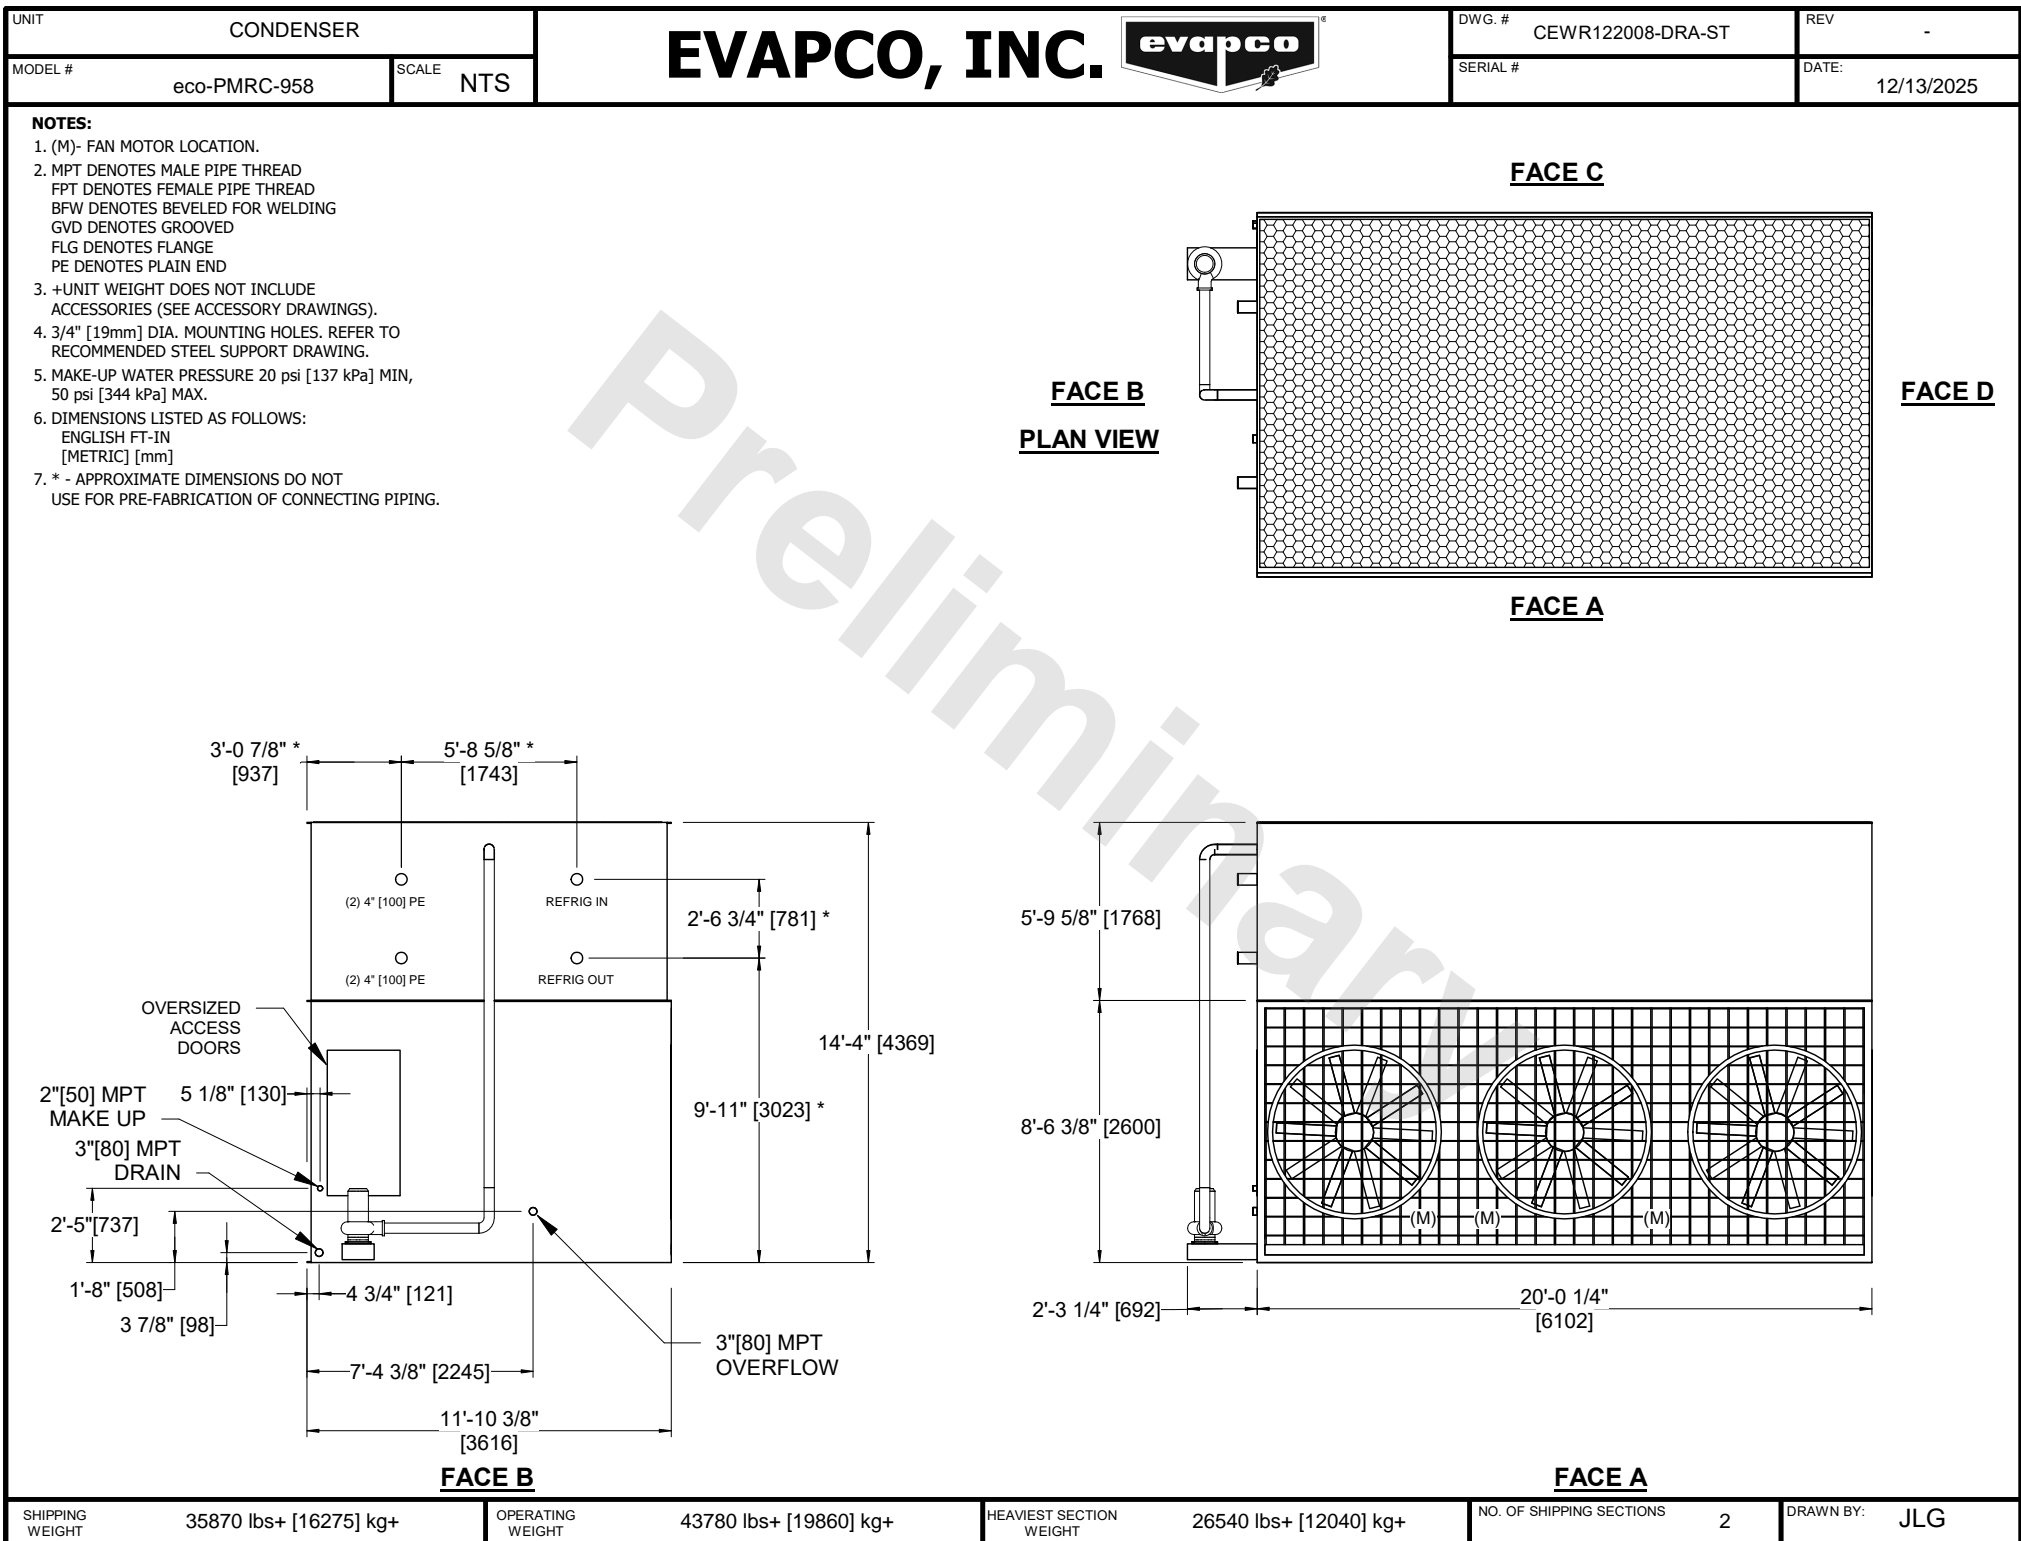 UNIT
CONDENSER
MODEL #
eco-PMRC-958
SCALE
NTS
EVAPCO, INC.
evapco
®
DWG. #
CEWR122008-DRA-ST
REV
-
SERIAL #
DATE:
12/13/2025
NOTES:
1. (M)- FAN MOTOR LOCATION.
2. MPT DENOTES MALE PIPE THREAD
FPT DENOTES FEMALE PIPE THREAD
BFW DENOTES BEVELED FOR WELDING
GVD DENOTES GROOVED
FLG DENOTES FLANGE
PE DENOTES PLAIN END
3. +UNIT WEIGHT DOES NOT INCLUDE
ACCESSORIES (SEE ACCESSORY DRAWINGS).
4. 3/4" [19mm] DIA. MOUNTING HOLES. REFER TO
RECOMMENDED STEEL SUPPORT DRAWING.
5. MAKE-UP WATER PRESSURE 20 psi [137 kPa] MIN,
50 psi [344 kPa] MAX.
6. DIMENSIONS LISTED AS FOLLOWS:
ENGLISH FT-IN
[METRIC] [mm]
7. * - APPROXIMATE DIMENSIONS DO NOT
USE FOR PRE-FABRICATION OF CONNECTING PIPING.
Preliminary
FACE C
FACE B
PLAN VIEW
FACE D
FACE A
3'-0 7/8" *
[937]
5'-8 5/8" *
[1743]
(2) 4" [100] PE
REFRIG IN
(2) 4" [100] PE
REFRIG OUT
2'-6 3/4" [781] *
14'-4" [4369]
9'-11" [3023] *
OVERSIZED
ACCESS
DOORS
2"[50] MPT
MAKE UP
5 1/8" [130]
3"[80] MPT
DRAIN
2'-5"[737]
1'-8" [508]
3 7/8" [98]
4 3/4" [121]
7'-4 3/8" [2245]
3"[80] MPT
OVERFLOW
11'-10 3/8"
[3616]
FACE B
5'-9 5/8" [1768]
8'-6 3/8" [2600]
(M)
(M)
(M)
2'-3 1/4" [692]
20'-0 1/4"
[6102]
FACE A
SHIPPING
WEIGHT
35870 lbs+ [16275] kg+
OPERATING
WEIGHT
43780 lbs+ [19860] kg+
HEAVIEST SECTION
WEIGHT
26540 lbs+ [12040] kg+
NO. OF SHIPPING SECTIONS
2
DRAWN BY:
JLG